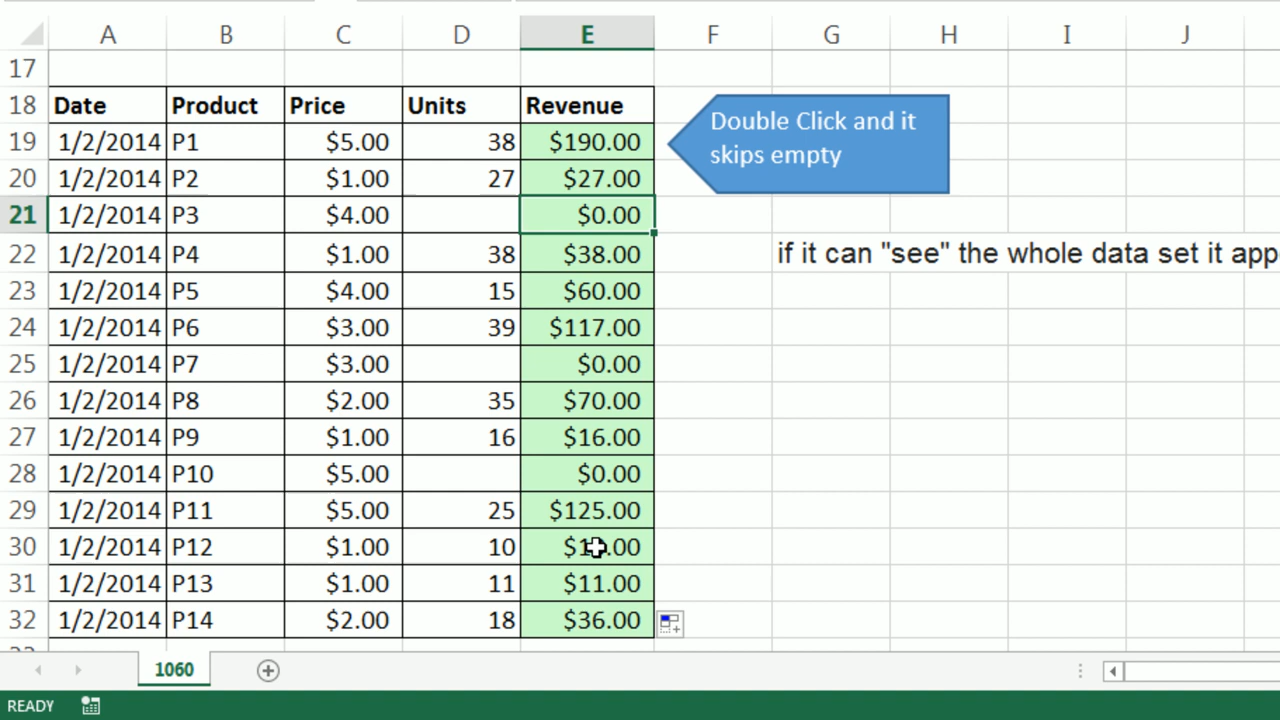 A B C D E F G H I J
17
18 Date Product Price Units Revenue
19 1/2/2014 P1 $5.00 38 $190.00
Double Click and it
skips empty
20 1/2/2014 P2 $1.00 27 $27.00
21 1/2/2014 P3 $4.00 $0.00
22 1/2/2014 P4 $1.00 38 $38.00 if it can "see" the whole data set it app
23 1/2/2014 P5 $4.00 15 $60.00
24 1/2/2014 P6 $3.00 39 $117.00
25 1/2/2014 P7 $3.00 $0.00
26 1/2/2014 P8 $2.00 35 $70.00
27 1/2/2014 P9 $1.00 16 $16.00
28 1/2/2014 P10 $5.00 $0.00
29 1/2/2014 P11 $5.00 25 $125.00
30 1/2/2014 P12 $1.00 10
31 1/2/2014 P13 $1.00 11 $11.00
32 1/2/2014 P14 $2.00 18 $36.00
1060
READY